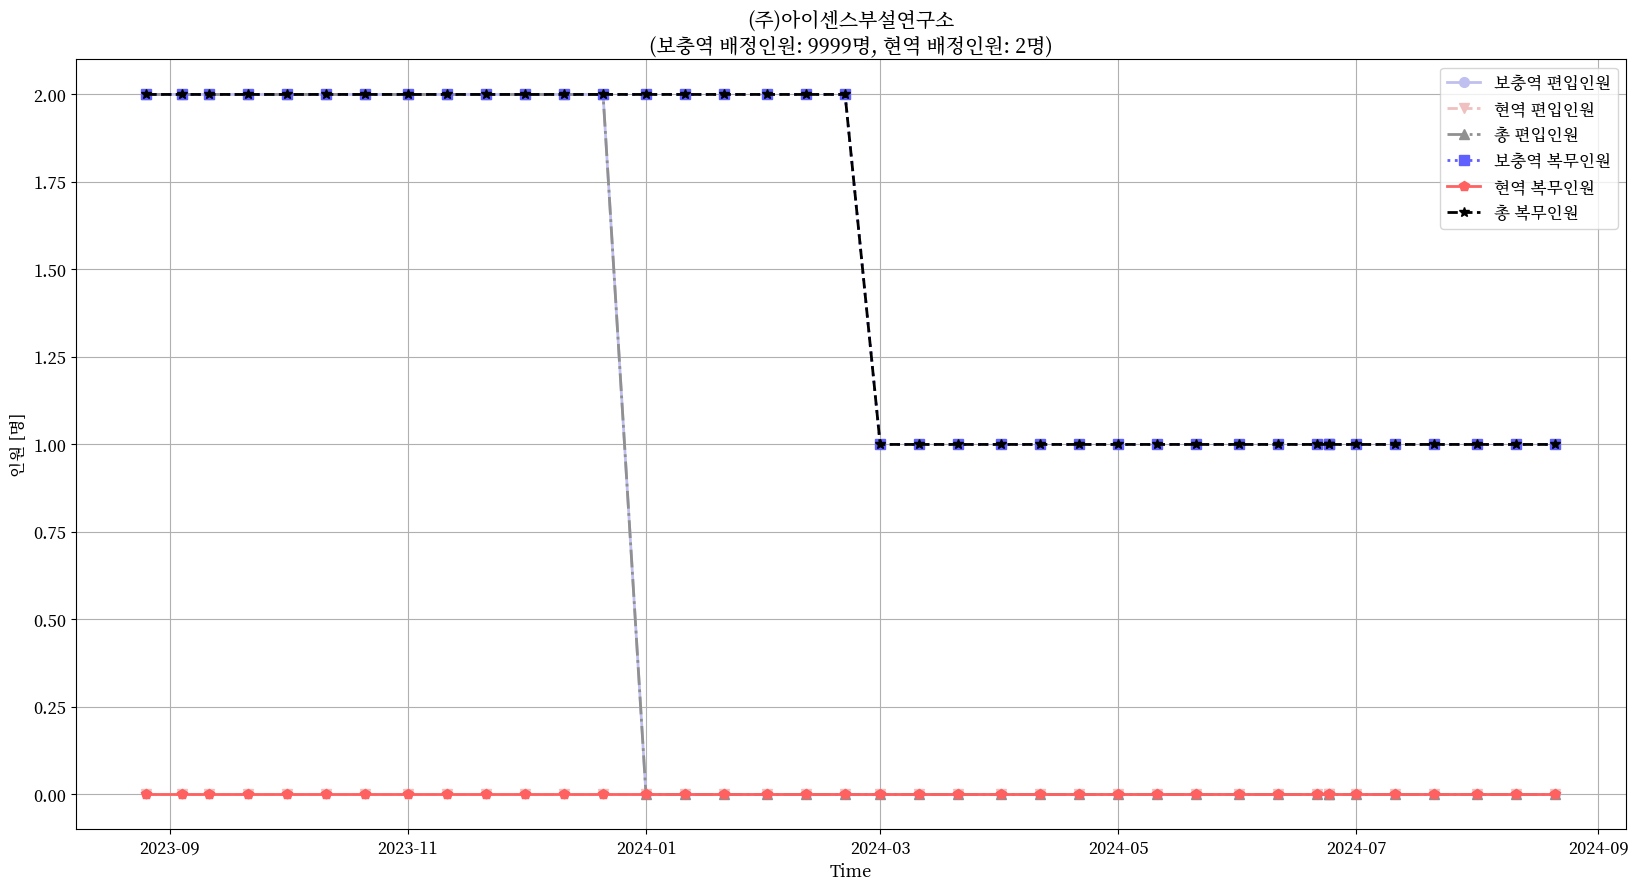 (주)아이센스부설연구소
(보충역 배정인원: 9999명, 현역 배정인원: 2명)
보충역 편입인원
현역 편입인원
총 편입인원
보충역 복무인원
현역 복무인원
총 복무인원
인원 [명]
2.00
1.75
1.50
1.25
1.00
0.75
0.50
0.25
0.00
2023-09
2023-11
2024-01
2024-03
2024-05
2024-07
2024-09
Time